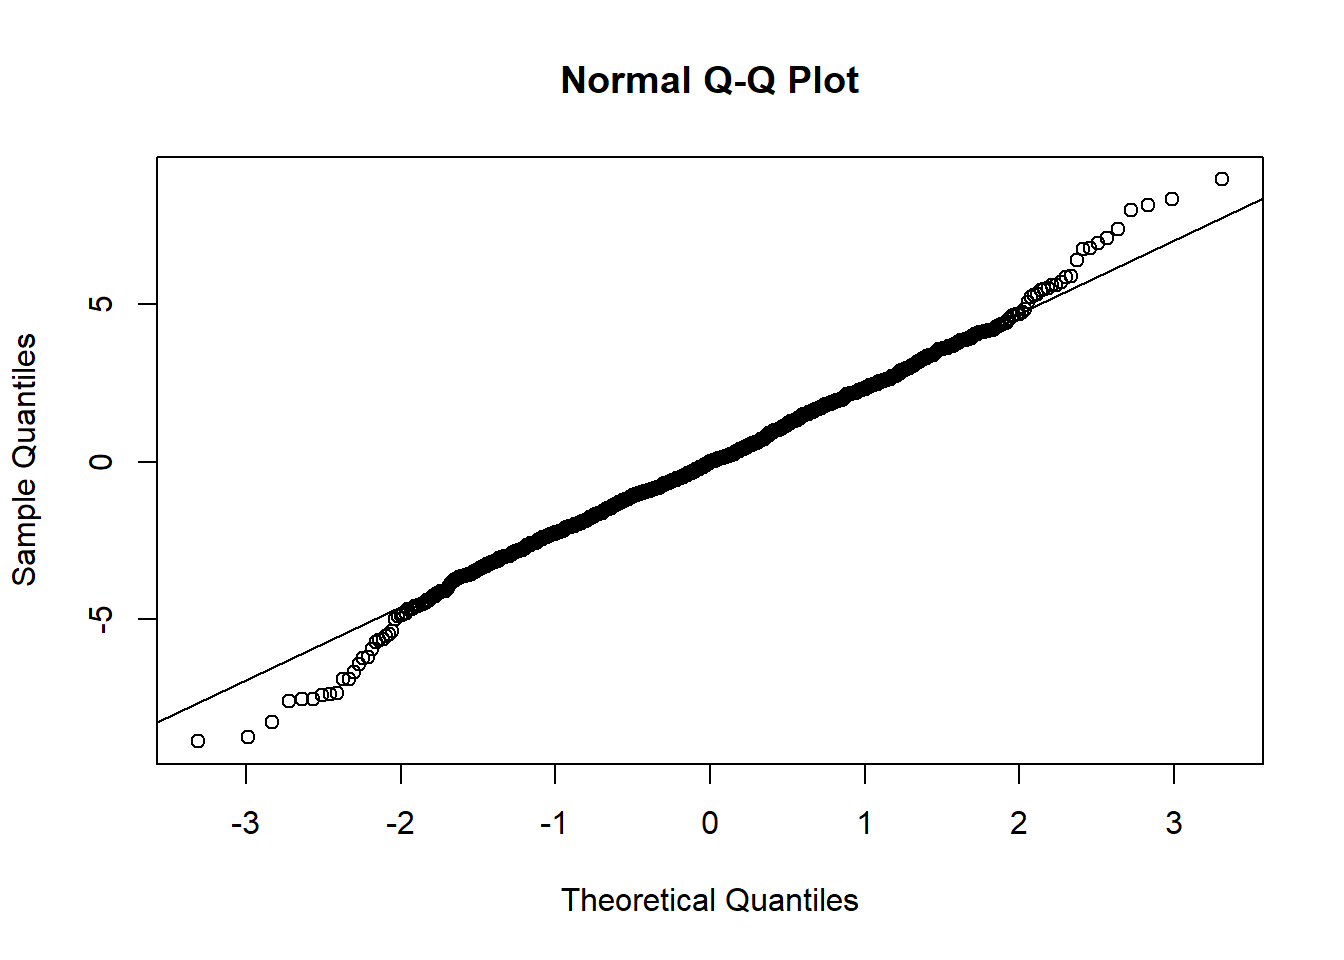 Normal Q-Q Plot
Sample Quantiles
5
0
-5
-3 -2 -1 0 1 2 3
Theoretical Quantiles